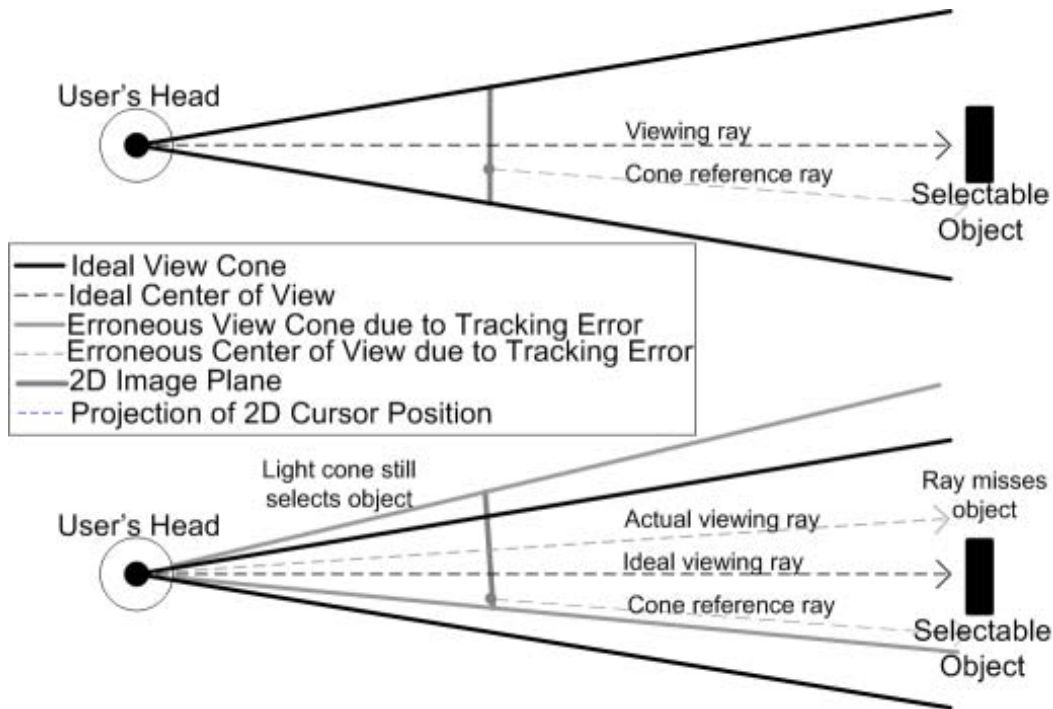 User's Head
Viewing ray
Cone reference ray
Selectable
Object
Ideal View Cone
Ideal Center of View
Erroneous View Cone due to Tracking Error
Erroneous Center of View due to Tracking Error
2D Image Plane
Projection of 2D Cursor Position
Light cone still
selects object
Ray misses
object
User's Head
Actual viewing ray
Ideal viewing ray
Cone reference ray
Selectable
Object